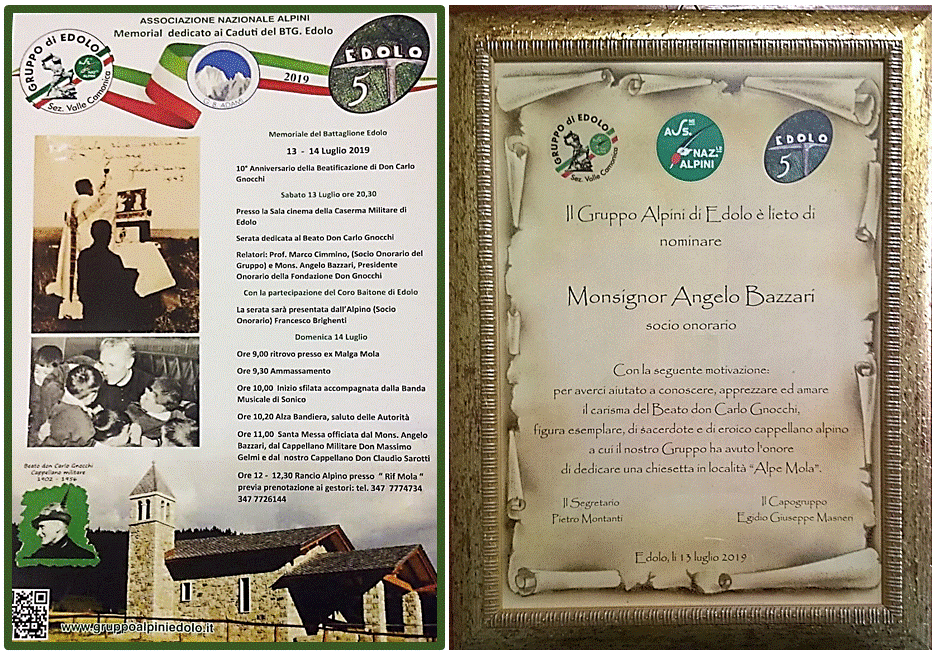 ASSOCIAZIONE NAZIONALE ALPINI
Memorial dedicato ai Caduti del BTG. Edolo
GRUPPO di EDOLO
Sez. Valle Camonica
G. B. ADAMI
2019
EDOLO
5
Memoriale del Battaglione Edolo
13 - 14 Luglio 2019
10° Anniversario della Beatificazione di Don Carlo
Gnocchi
Sabato 13 Luglio ore 20,30
Presso la Sala cinema della Caserma Militare di
Edolo
Serata dedicata al Beato Don Carlo Gnocchi
Relatori: Prof. Marco Cimmino, (Socio Onorario del
Gruppo) e Mons. Angelo Bazzari, Presidente
Onorario della Fondazione Don Gnocchi
Con la partecipazione del Coro Baitone di Edolo
La serata sarà presentata dall'Alpino (Socio
Onorario) Francesco Brighenti
Domenica 14 Luglio
Ore 9,00 ritrovo presso ex Malga Mola
Ore 9,30 Ammassamento
Ore 10,00 Inizio sfilata accompagnata dalla Banda
Musicale di Sonico
Ore 10,20 Alza Bandiera, saluto delle Autorità
Ore 11,00 Santa Messa officiata dal Mons. Angelo
Bazzari, dal Cappellano Militare Don Massimo
Gelmi e dal nostro Cappellano Don Claudio Sarotti
Ore 12 - 12,30 Rancio Alpino presso " Rif Mola "
previa prenotazione ai gestori: tel. 347 7774734
347 7726144
Beato don Carlo Gnocchi
Cappellano militare
1902 - 1956
www.gruppoalpiniedolo.it
GRUPPO di EDOLO
Sez. Valle Camonica
ASS. NE
NAZ. LE
ALPINI
EDOLO
5
Il Gruppo Alpini di Edolo è lieto di
nominare
Monsignor Angelo Bazzari
socio onorario
Con la seguente motivazione:
per averci aiutato a conoscere, apprezzare ed amare
il carisma del Beato don Carlo Gnocchi,
figura esemplare, di sacerdote e di eroico cappellano alpino
a cui il nostro Gruppo ha avuto l'onore
di dedicare una chiesetta in località "Alpe Mola".
Il Segretario
Pietro Montanti
Il Capogruppo
Egidio Giuseppe Masneri
Edolo, li 13 luglio 2019